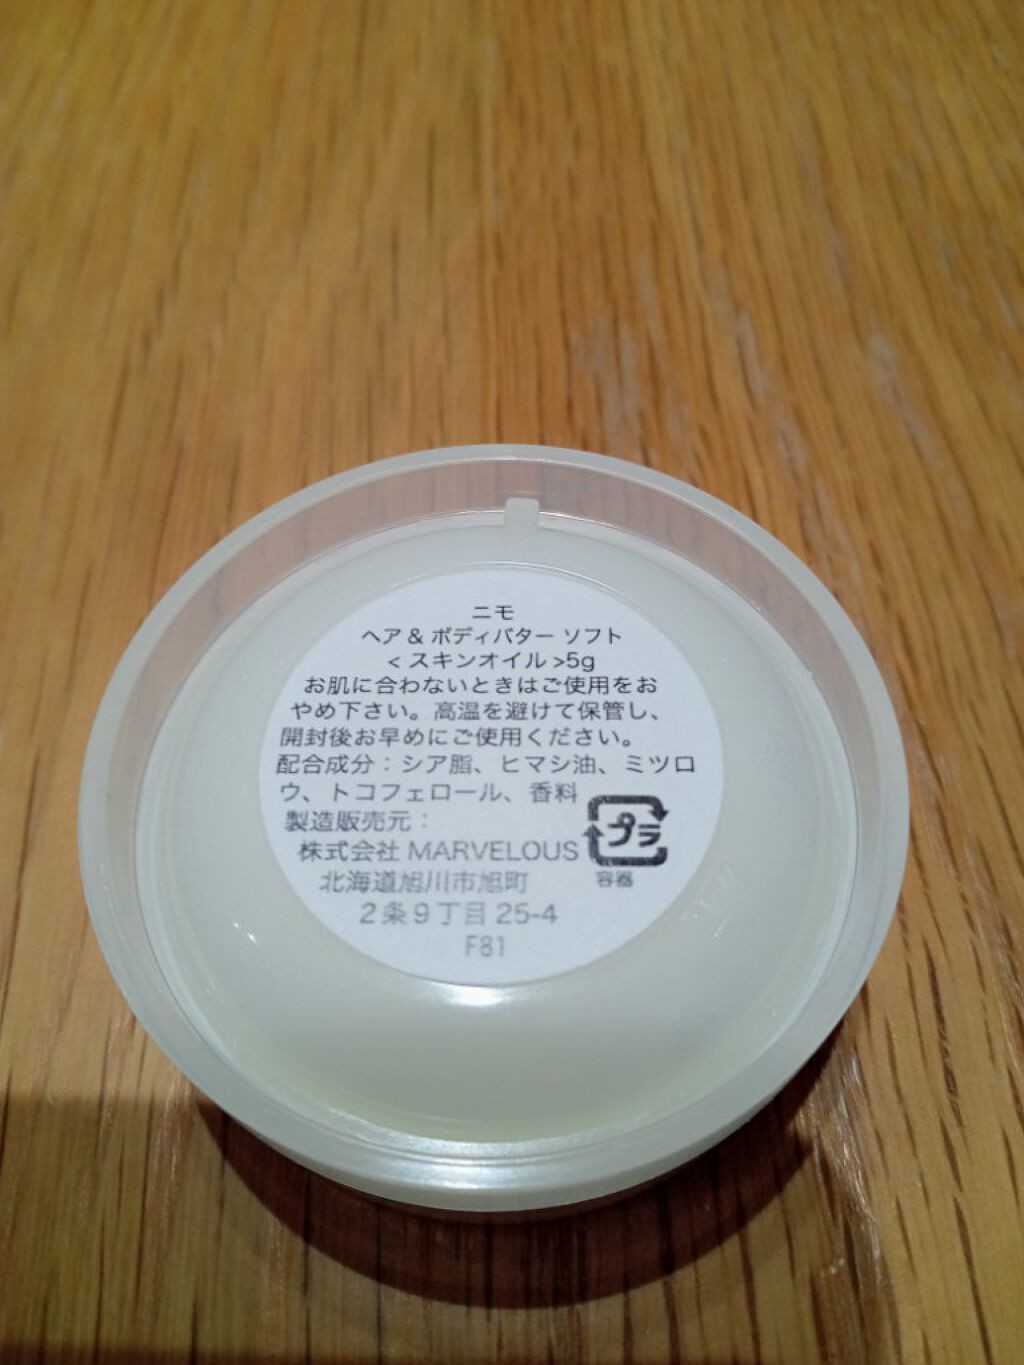 ニモ
ヘア & ボディバター ソフト
< スキンオイル >5g
お肌に合わないときはご使用をお
やめ下さい。高温を避けて保管し、
開封後お早めにご使用ください。
配合成分：シア脂、ヒマシ油、ミツロ
ウ、トコフェロール、香料
製造販売元：
株式会社 MARVELOUS
北海道旭川市旭町
2条9丁目25-4
F81
プラ
容器